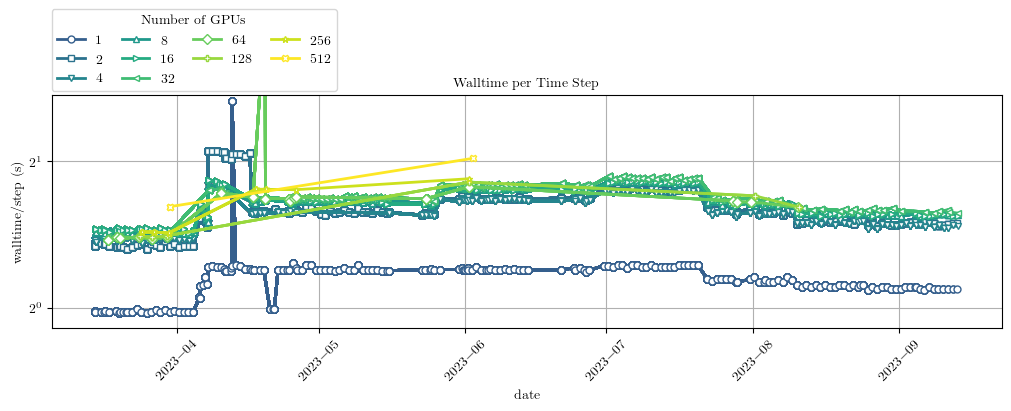 Number of GPUs
1 8 64 256
2 16 128 512
4 32
Walltime per Time Step
walltime/step (s)
2^1
2^0
2023−04 2023−05 2023−06 2023−07 2023−08 2023−09
date